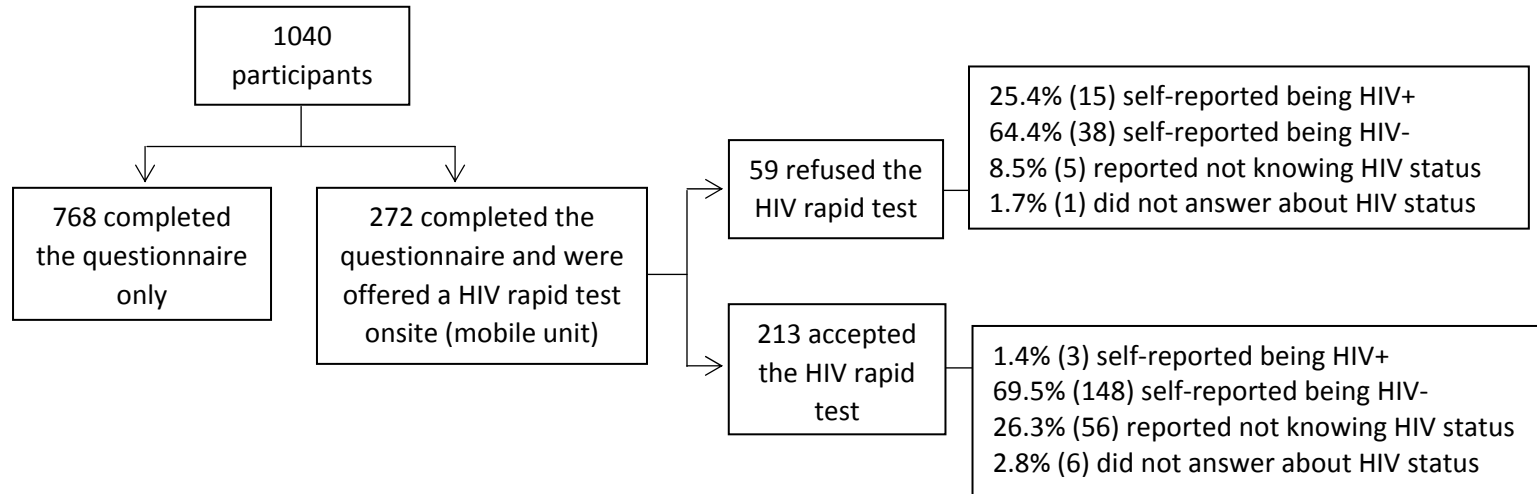 1040
participants
768 completed
the questionnaire
only
272 completed the
questionnaire and were
offered a HIV rapid test
onsite (mobile unit)
59 refused the
HIV rapid test
25.4% (15) self-reported being HIV+
64.4% (38) self-reported being HIV-
8.5% (5) reported not knowing HIV status
1.7% (1) did not answer about HIV status
213 accepted
the HIV rapid
test
1.4% (3) self-reported being HIV+
69.5% (148) self-reported being HIV-
26.3% (56) reported not knowing HIV status
2.8% (6) did not answer about HIV status